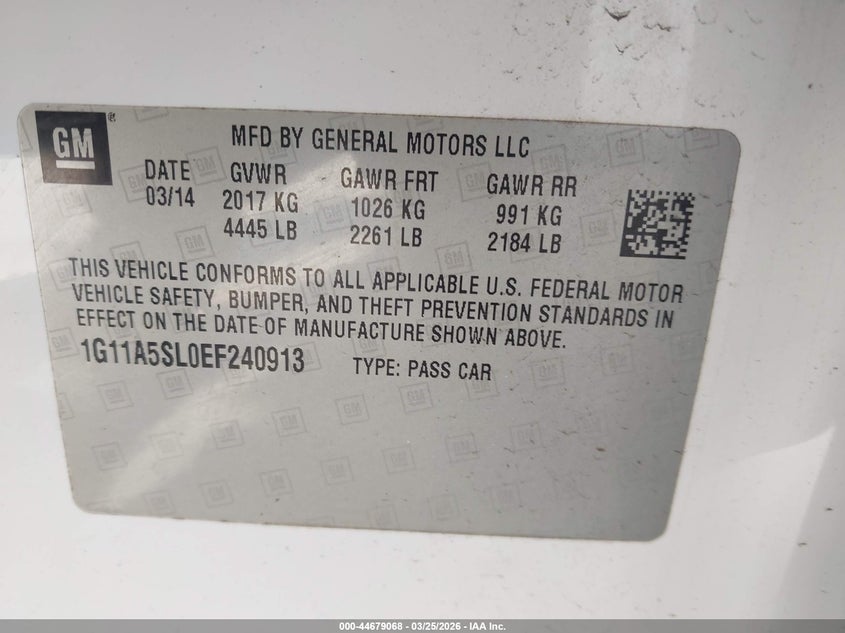 GM®
MFD BY GENERAL MOTORS LLC
DATE GVWR GAWR FRT GAWR RR
03/14 2017 KG 1026 KG 991 KG
4445 LB 2261 LB 2184 LB
THIS VEHICLE CONFORMS TO ALL APPLICABLE U.S. FEDERAL MOTOR
VEHICLE SAFETY, BUMPER, AND THEFT PREVENTION STANDARDS IN
EFFECT ON THE DATE OF MANUFACTURE SHOWN ABOVE.
1G11A5SL0EF240913 TYPE: PASS CAR
000-44679068 - 03/25/2026 - IAA Inc.